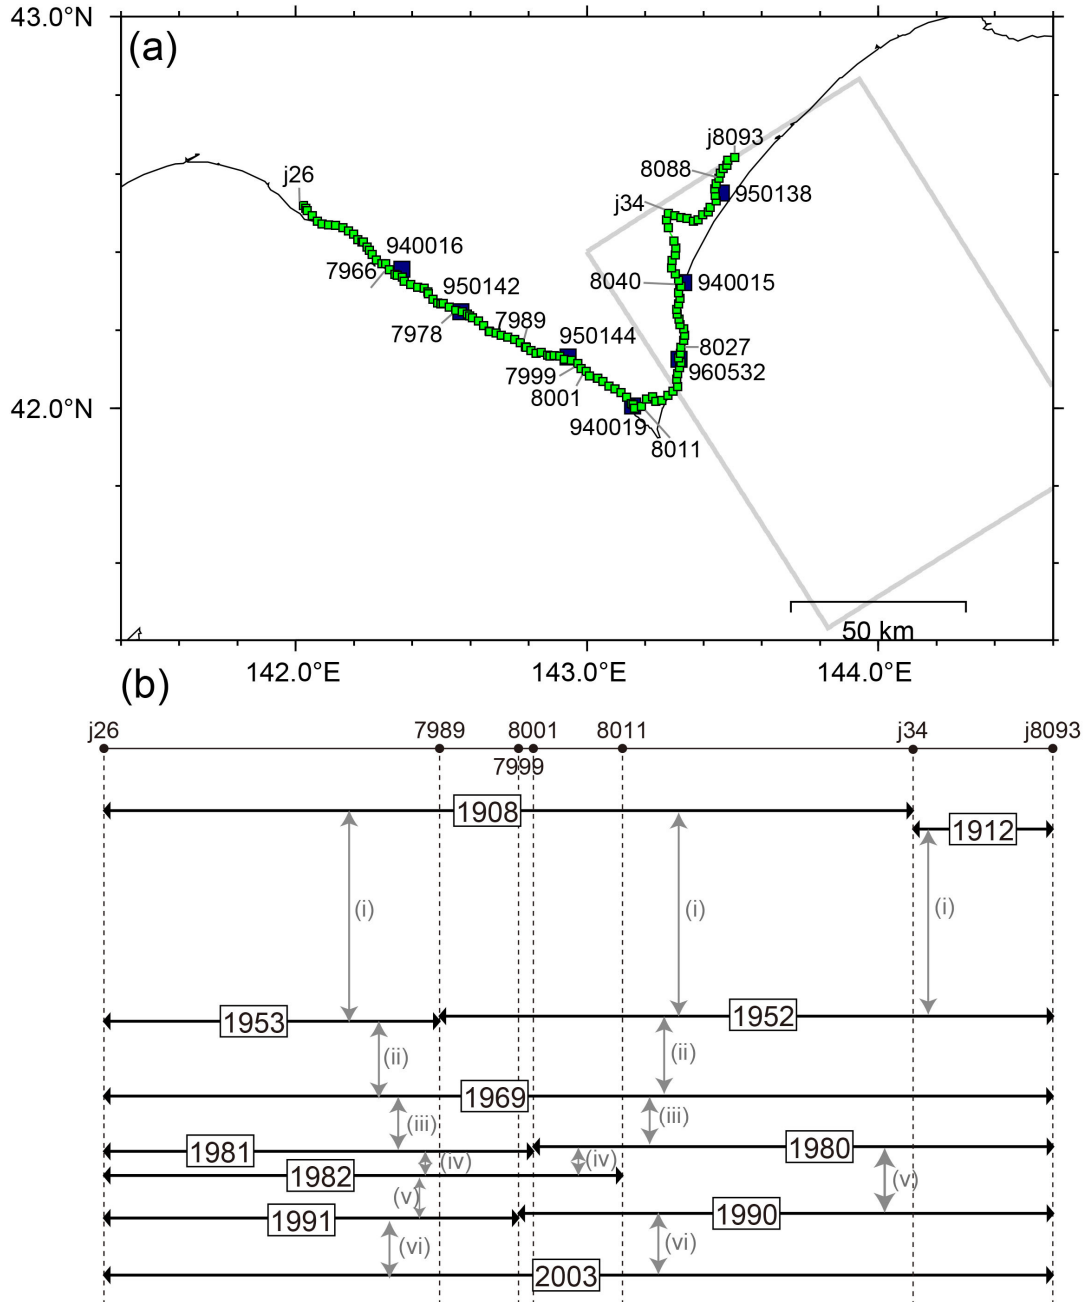 43.0°N
(a)
j8093
8088
j26
950138
j34
940016
7966
8040
940015
950142
7989
7978
950144
8027
7999
960532
8001
42.0°N
940019
8011
50 km
142.0°E
143.0°E
144.0°E
(b)
j26
7989
8001
8011
j34
j8093
7999
1908
1912
(i)
(i)
(i)
1953
1952
(ii)
(ii)
1969
(iii)
(iii)
1981
1980
(iv)
(iv)
1982
(v)
(v)
1991
1990
(vi)
(vi)
2003